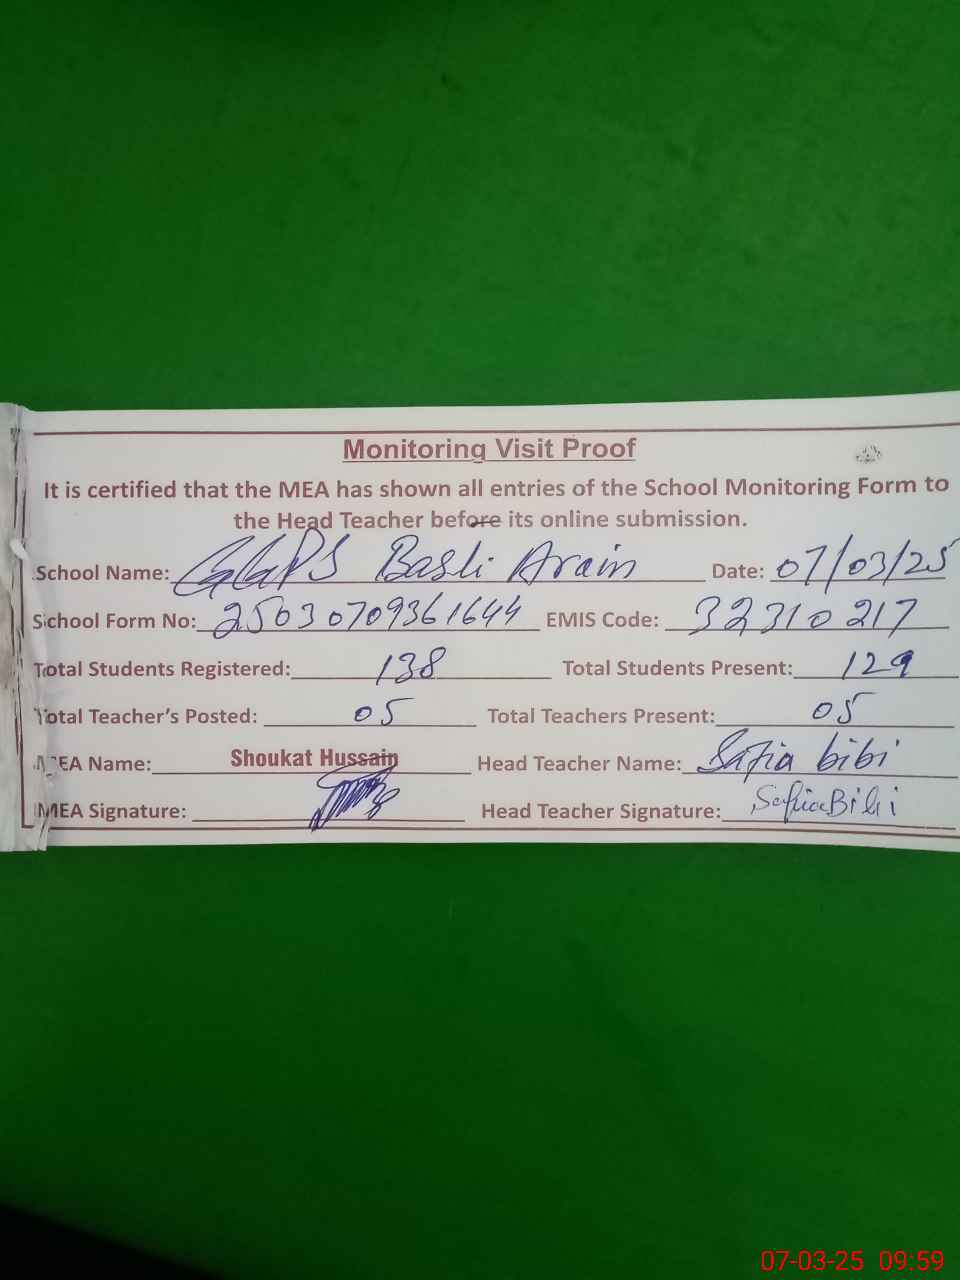 Monitoring Visit Proof
It is certified that the MEA has shown all entries of the School Monitoring Form to
the Head Teacher before its online submission.
School Name: GGPS Basli Arain Date: 07/03/25
School Form No: 25030709361644 EMIS Code: 32310217
Total Students Registered: 138 Total Students Present: 129
Total Teacher's Posted: 05 Total Teachers Present: 05
MEA Name: Shoukat Hussain Head Teacher Name: Safia bibi
MEA Signature: Head Teacher Signature: SafiaBibi
07-03-25 09:59